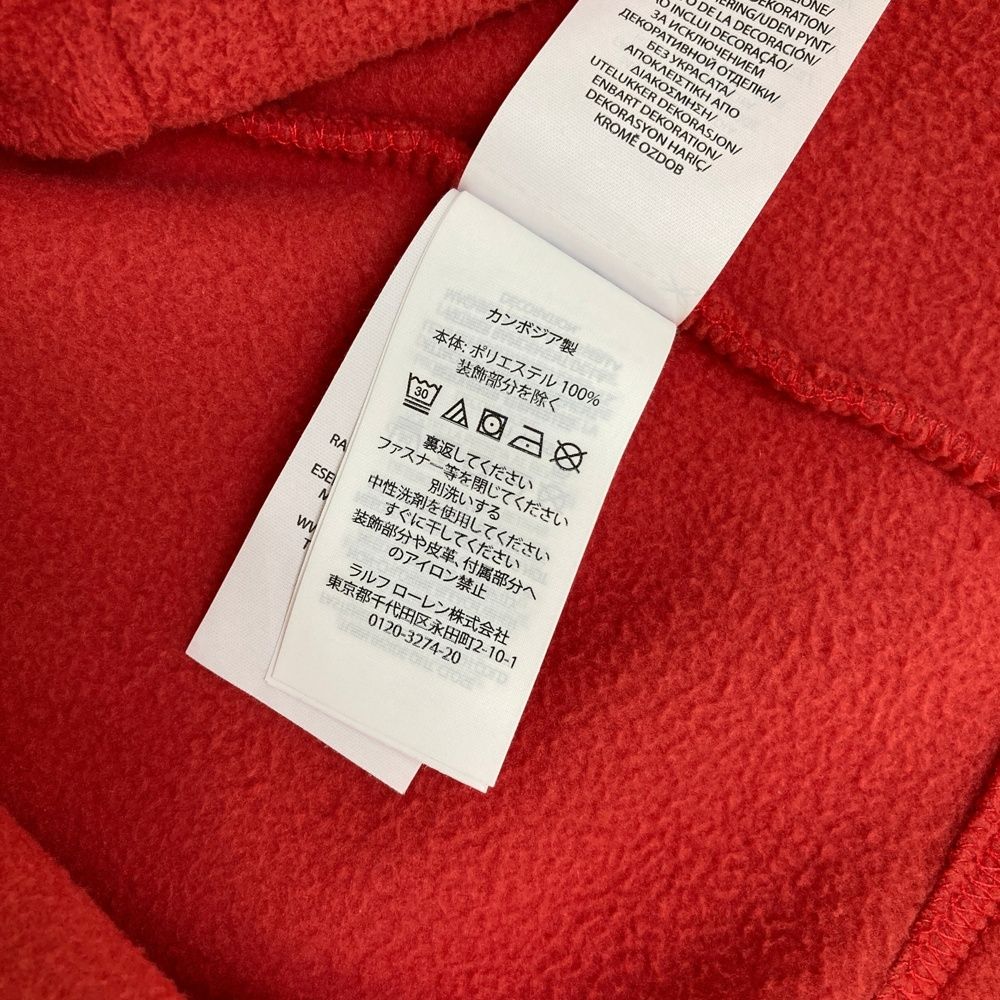 ZIONE/
DEKORATION/
ERING/UDEN PYNT/
O DE LA DECORACIÓN/
O INCLUI DECORAÇÃO/
ЗА ИСКЛЮЧЕНИЕМ
ДЕКОРАТИВНОЙ ОТДЕЛКИ/
БЕЗ УКРАСАТА/
ΑΠΟΚΛΕΙΣΤΙΚΗ ΑΠΟ
ΔΙΑΚΟΣΜΗΣΗ/
UTELUKKER DEKORASJON/
ENBART DEKORATION/
DEKORASYON HARİÇ/
KROMĚ OZDOB
カンボジア製
本体: ポリエステル 100%
装飾部分を除く
30
裏返してください
ファスナー等を閉じてください
別洗いする
中性洗剤を使用してください
すぐに干してください
装飾部分や皮革、付属部分へ
のアイロン禁止
ラルフ ローレン株式会社
東京都千代田区永田町2-10-1
0120-3274-20
RA
ESE
WW